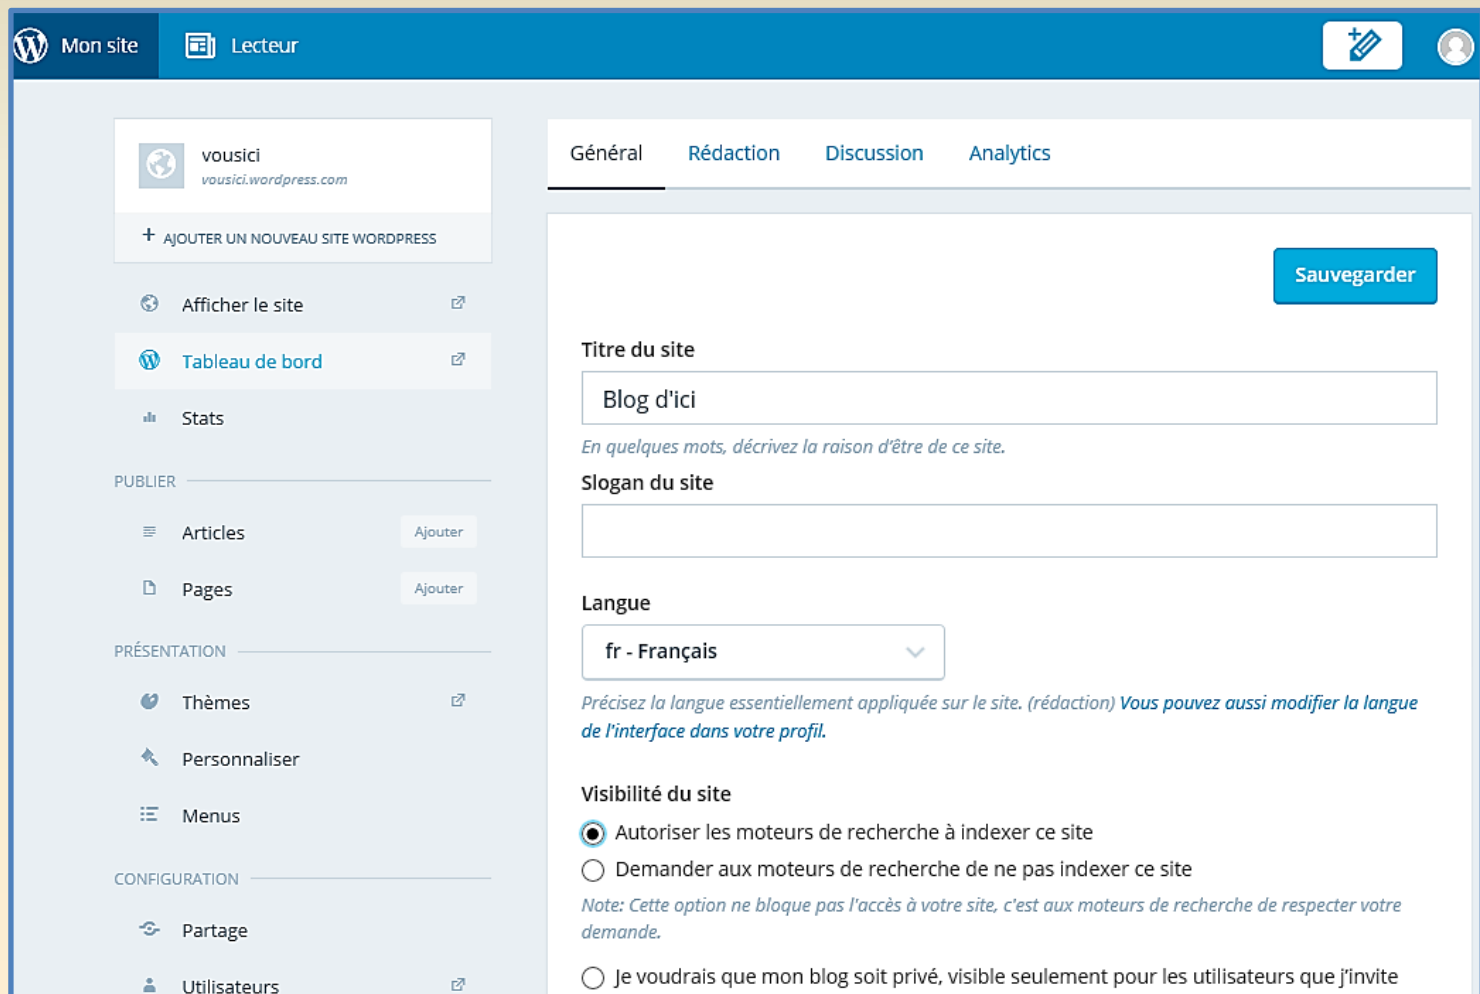 Mon site
Lecteur
vousici
vousici.wordpress.com
+ AJOUTER UN NOUVEAU SITE WORDPRESS
Afficher le site
Tableau de bord
Stats
PUBLIER
Articles
Ajouter
Pages
Ajouter
PRÉSENTATION
Thèmes
Personnaliser
Menus
CONFIGURATION
Partage
Utilisateurs
Général
Rédaction
Discussion
Analytics
Sauvegarder
Titre du site
Blog d'ici
En quelques mots, décrivez la raison d'être de ce site.
Slogan du site
Langue
fr - Français
Précisez la langue essentiellement appliquée sur le site. (rédaction) Vous pouvez aussi modifier la langue
de l'interface dans votre profil.
Visibilité du site
Autoriser les moteurs de recherche à indexer ce site
Demander aux moteurs de recherche de ne pas indexer ce site
Note: Cette option ne bloque pas l'accès à votre site, c'est aux moteurs de recherche de respecter votre
demande.
Je voudrais que mon blog soit privé, visible seulement pour les utilisateurs que j'invite